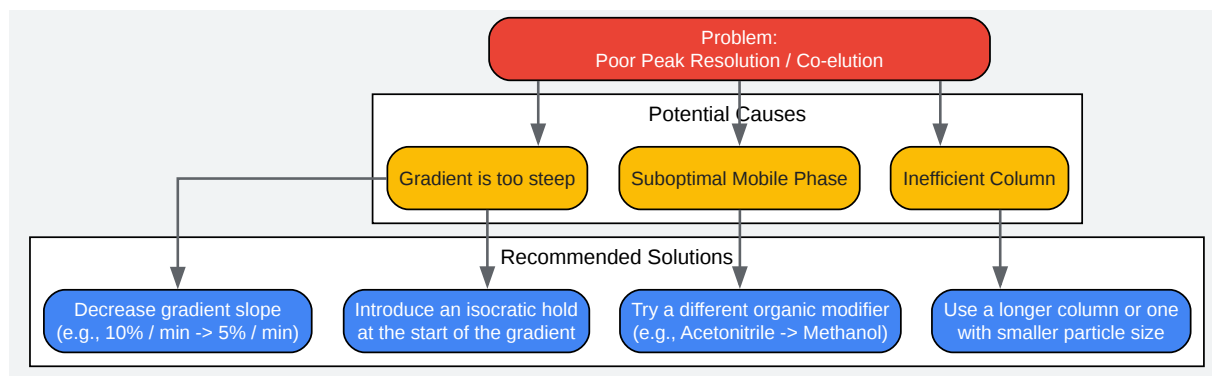 Problem:
Poor Peak Resolution / Co-elution
Potential Causes
Gradient is too steep
Suboptimal Mobile Phase
Inefficient Column
Recommended Solutions
Decrease gradient slope
(e.g., 10% / min -> 5% / min)
Introduce an isocratic hold
at the start of the gradient
Try a different organic modifier
(e.g., Acetonitrile -> Methanol)
Use a longer column or one
with smaller particle size